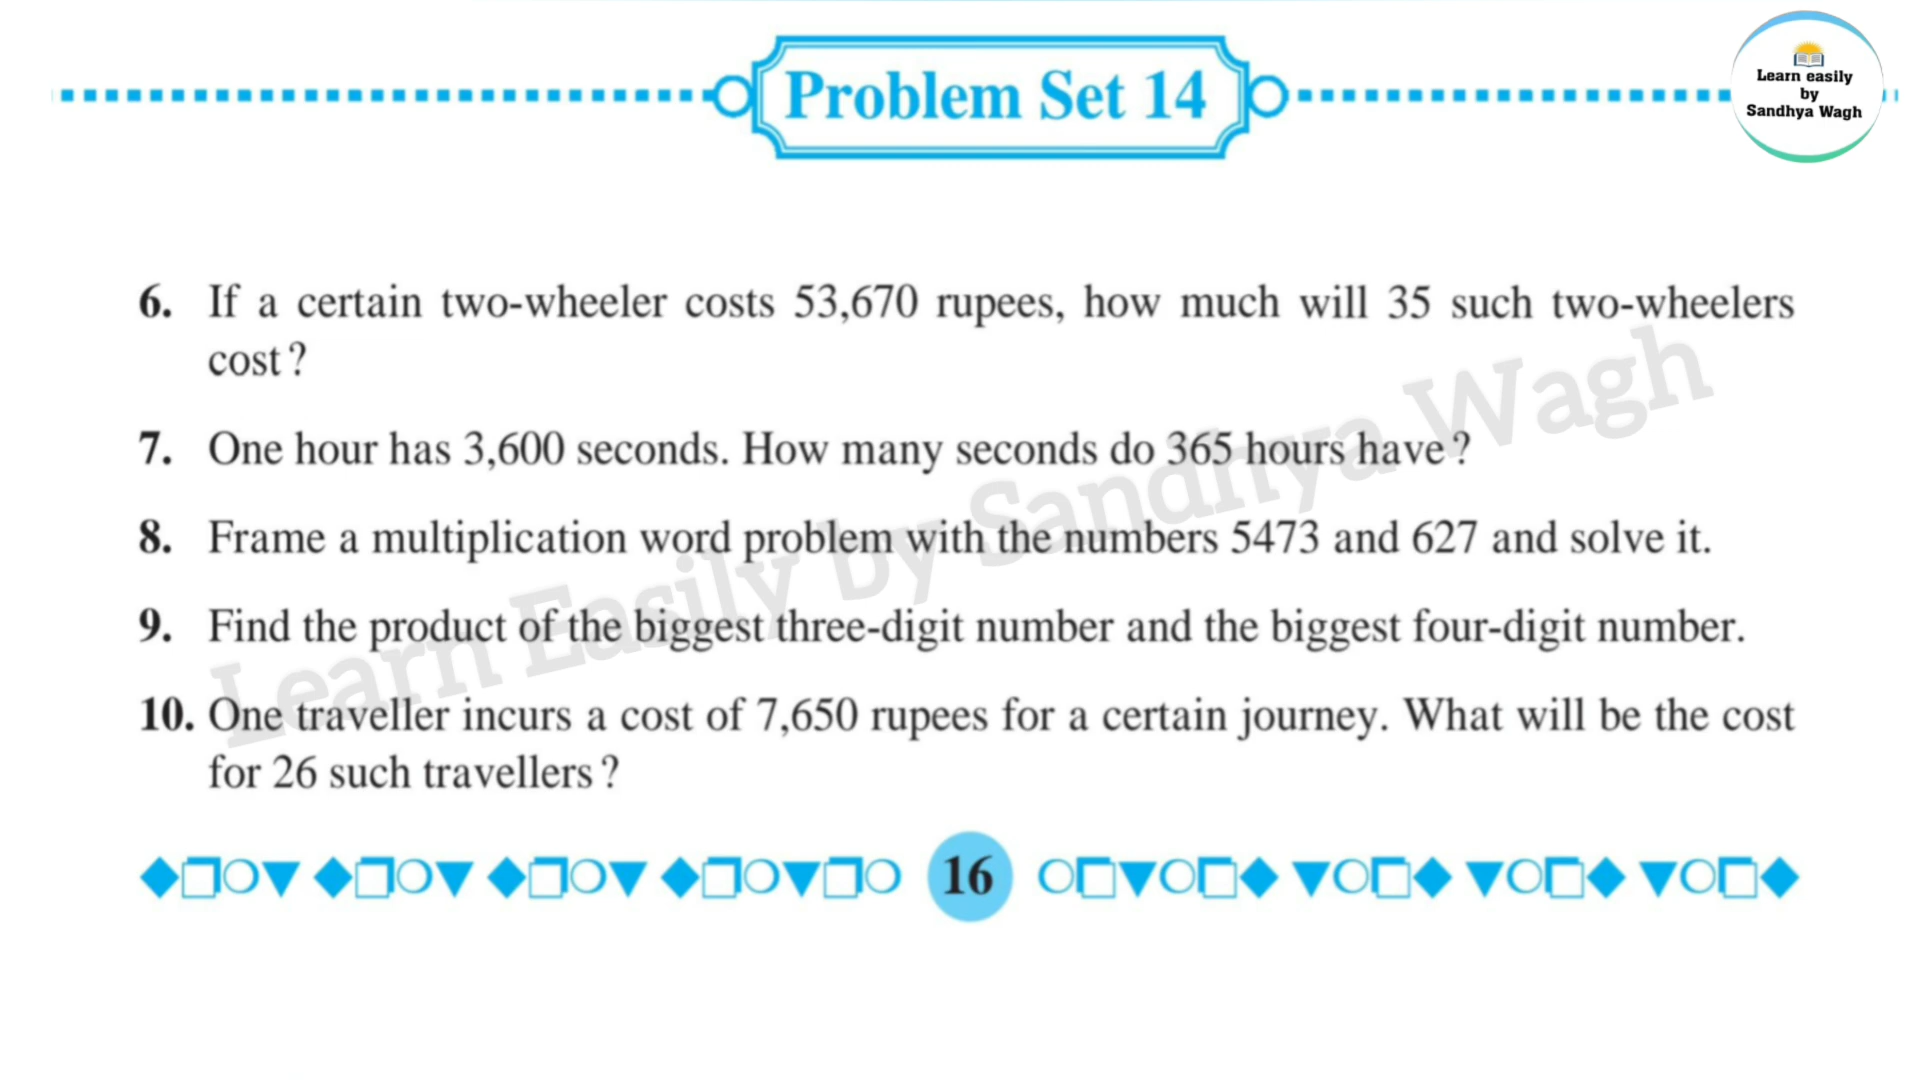 Problem Set 14
Learn easily
by
Sandhya Wagh
6. If a certain two-wheeler costs 53,670 rupees, how much will 35 such two-wheelers
cost ?
7. One hour has 3,600 seconds. How many seconds do 365 hours have ?
8. Frame a multiplication word problem with the numbers 5473 and 627 and solve it.
9. Find the product of the biggest three-digit number and the biggest four-digit number.
10. One traveller incurs a cost of 7,650 rupees for a certain journey. What will be the cost
for 26 such travellers ?
Learn Easily by Sandhya Wagh
16